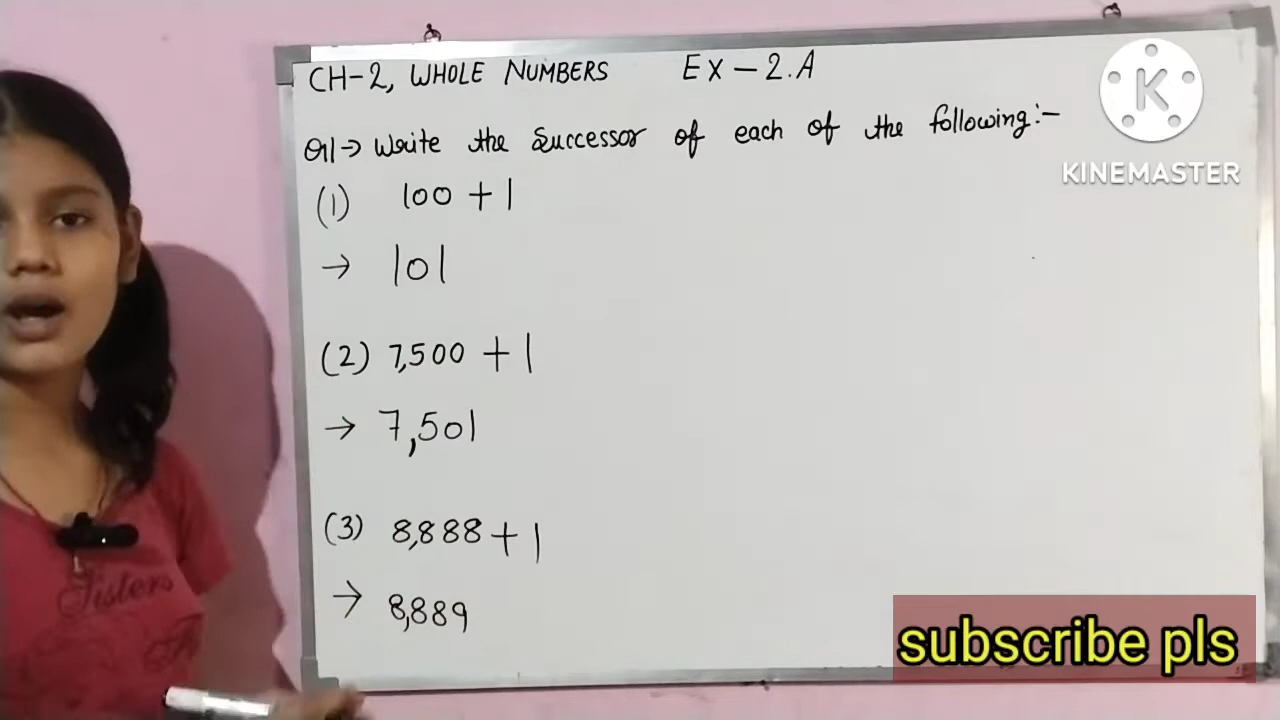 CH-2, WHOLE NUMBERS EX-2.A
Q1→ Write the Successor of each of the following:-
(1) 100 + 1
→ 101
(2) 7,500 + 1
→ 7,501
(3) 8,888 + 1
→ 8,889
K
KINEMASTER
Sisters
subscribe pls